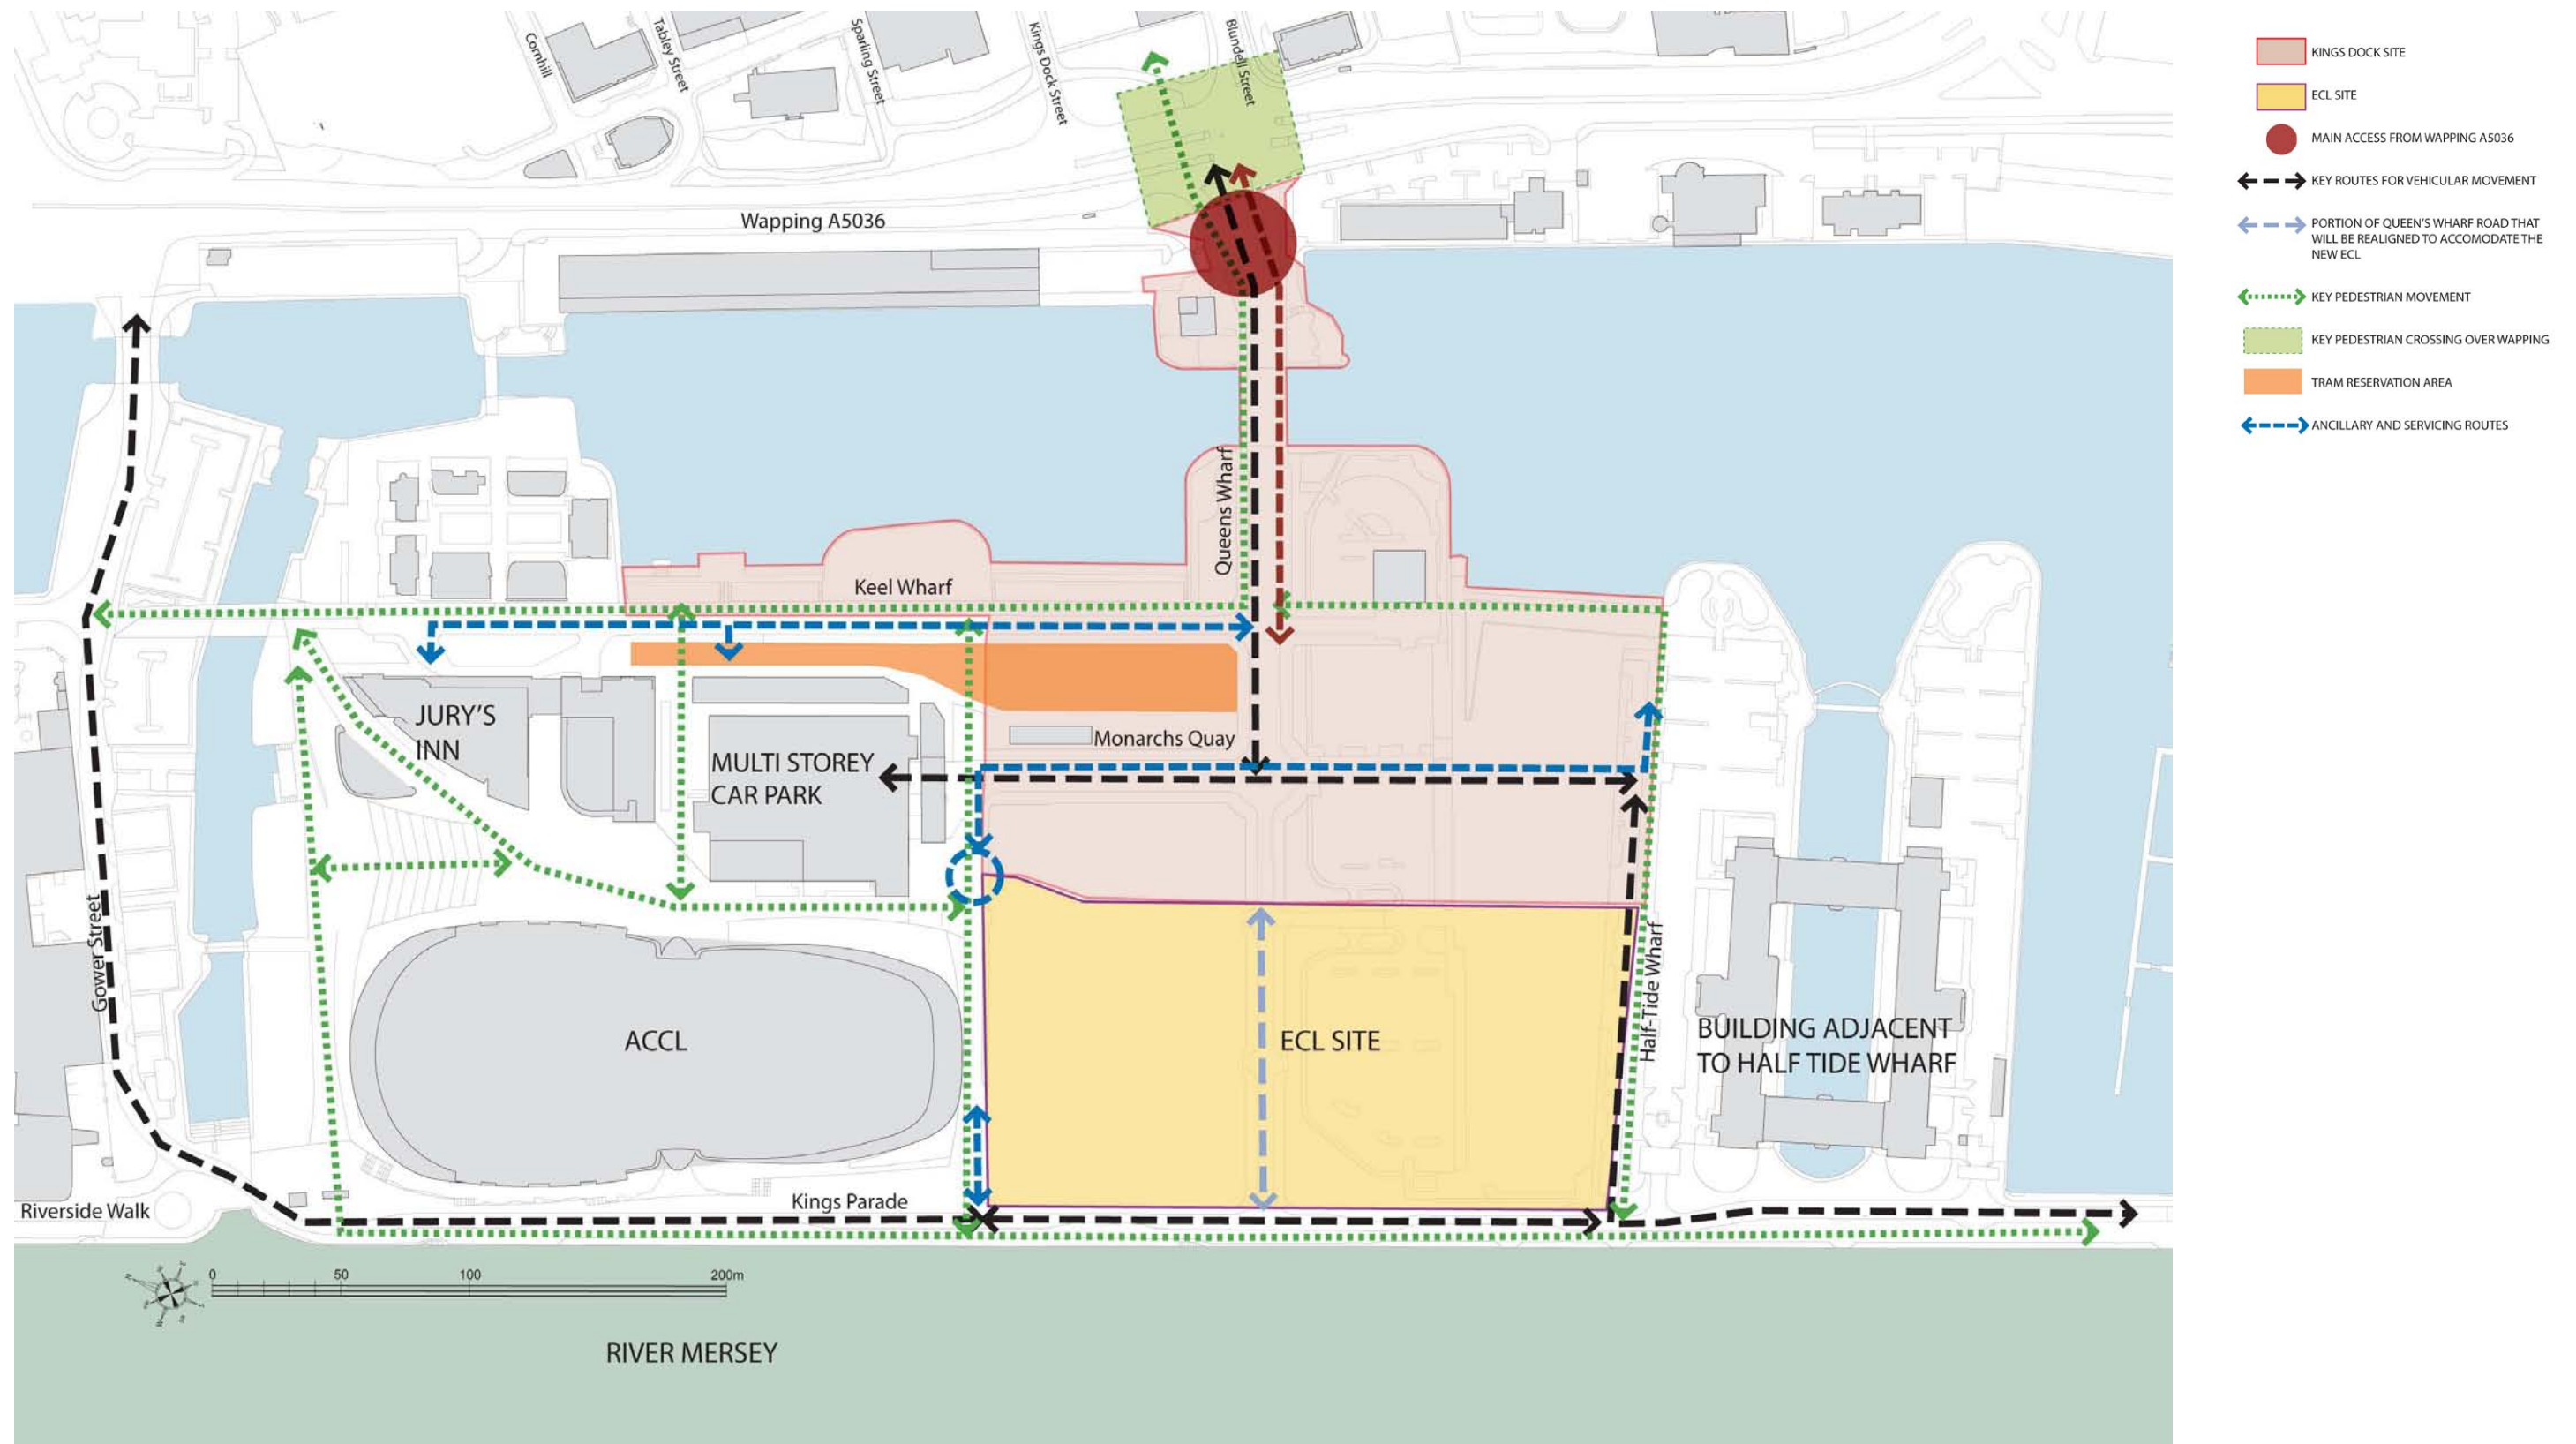 Cornhill
Tabley Street
Sparling Street
Kings Dock Street
Blundell Street
Wapping A5036
Queens Wharf
Keel Wharf
JURY'S
INN
MULTI STOREY
CAR PARK
Monarchs Quay
Gower Street
ACCL
ECL SITE
Half-Tide Wharf
BUILDING ADJACENT
TO HALF TIDE WHARF
Kings Parade
Riverside Walk
0 50 100 200m
RIVER MERSEY
KINGS DOCK SITE
ECL SITE
MAIN ACCESS FROM WAPPING A5036
KEY ROUTES FOR VEHICULAR MOVEMENT
PORTION OF QUEEN'S WHARF ROAD THAT
WILL BE REALIGNED TO ACCOMODATE THE
NEW ECL
KEY PEDESTRIAN MOVEMENT
KEY PEDESTRIAN CROSSING OVER WAPPING
TRAM RESERVATION AREA
ANCILLARY AND SERVICING ROUTES